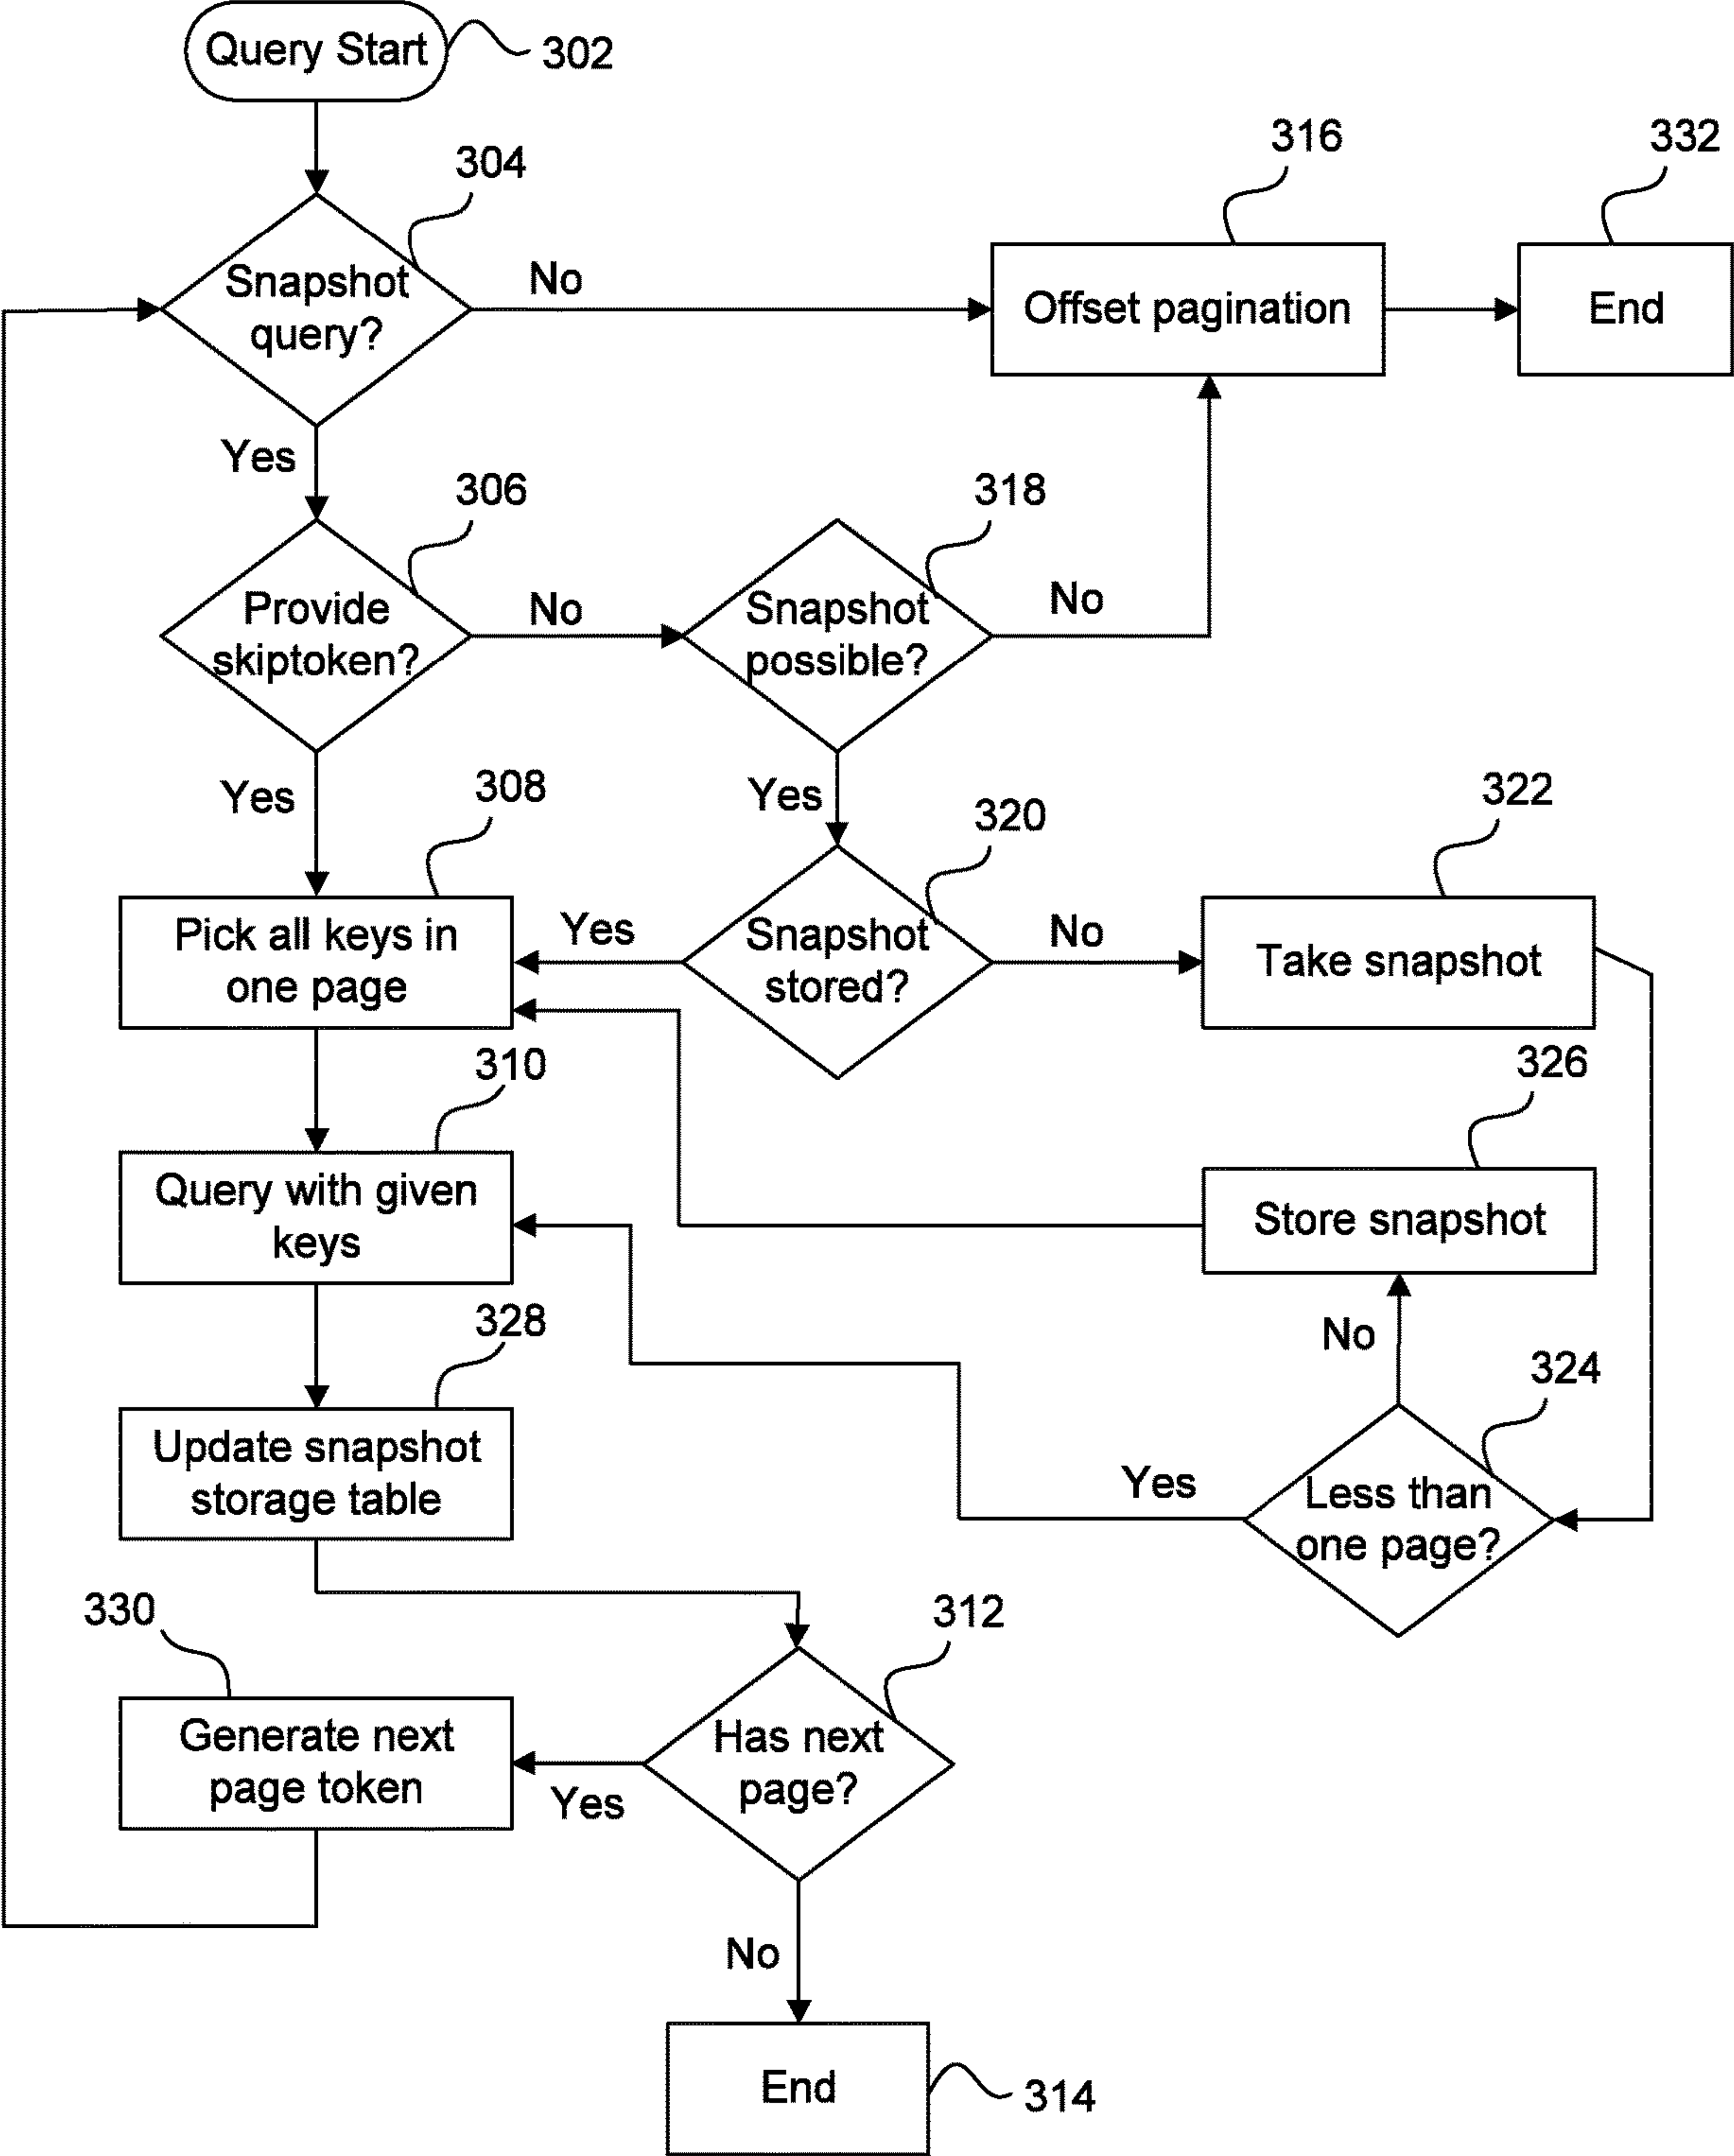 Query Start
302
304
316
332
Snapshot
query?
No
Offset pagination
End
Yes
306
318
Provide
skiptoken?
No
Snapshot
possible?
No
Yes
308
Yes
320
322
Pick all keys in
one page
Yes
Snapshot
stored?
No
Take snapshot
310
326
Query with given
keys
Store snapshot
328
No
324
Update snapshot
storage table
Yes
Less than
one page?
330
312
Generate next
page token
Yes
Has next
page?
No
End
314